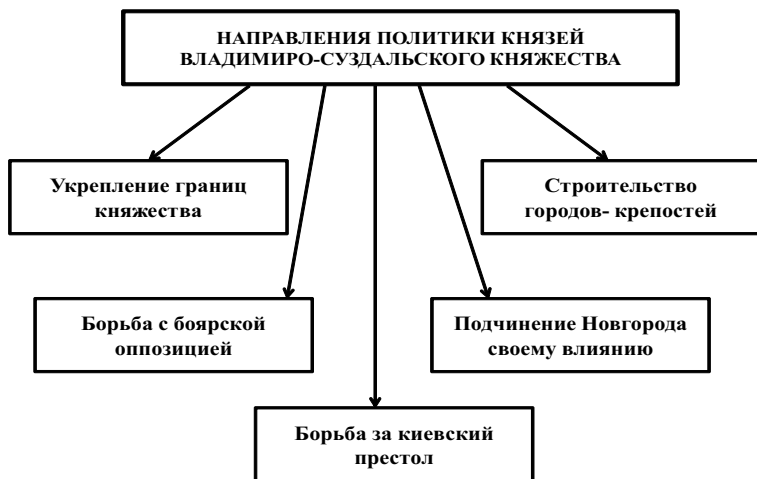 НАПРАВЛЕНИЯ ПОЛИТИКИ КНЯЗЕЙ
ВЛАДИМИРО-СУЗДАЛЬСКОГО КНЯЖЕСТВА
Укрепление границ
княжества
Строительство
городов- крепостей
Борьба с боярской
оппозицией
Подчинение Новгорода
своему влиянию
Борьба за киевский
престол